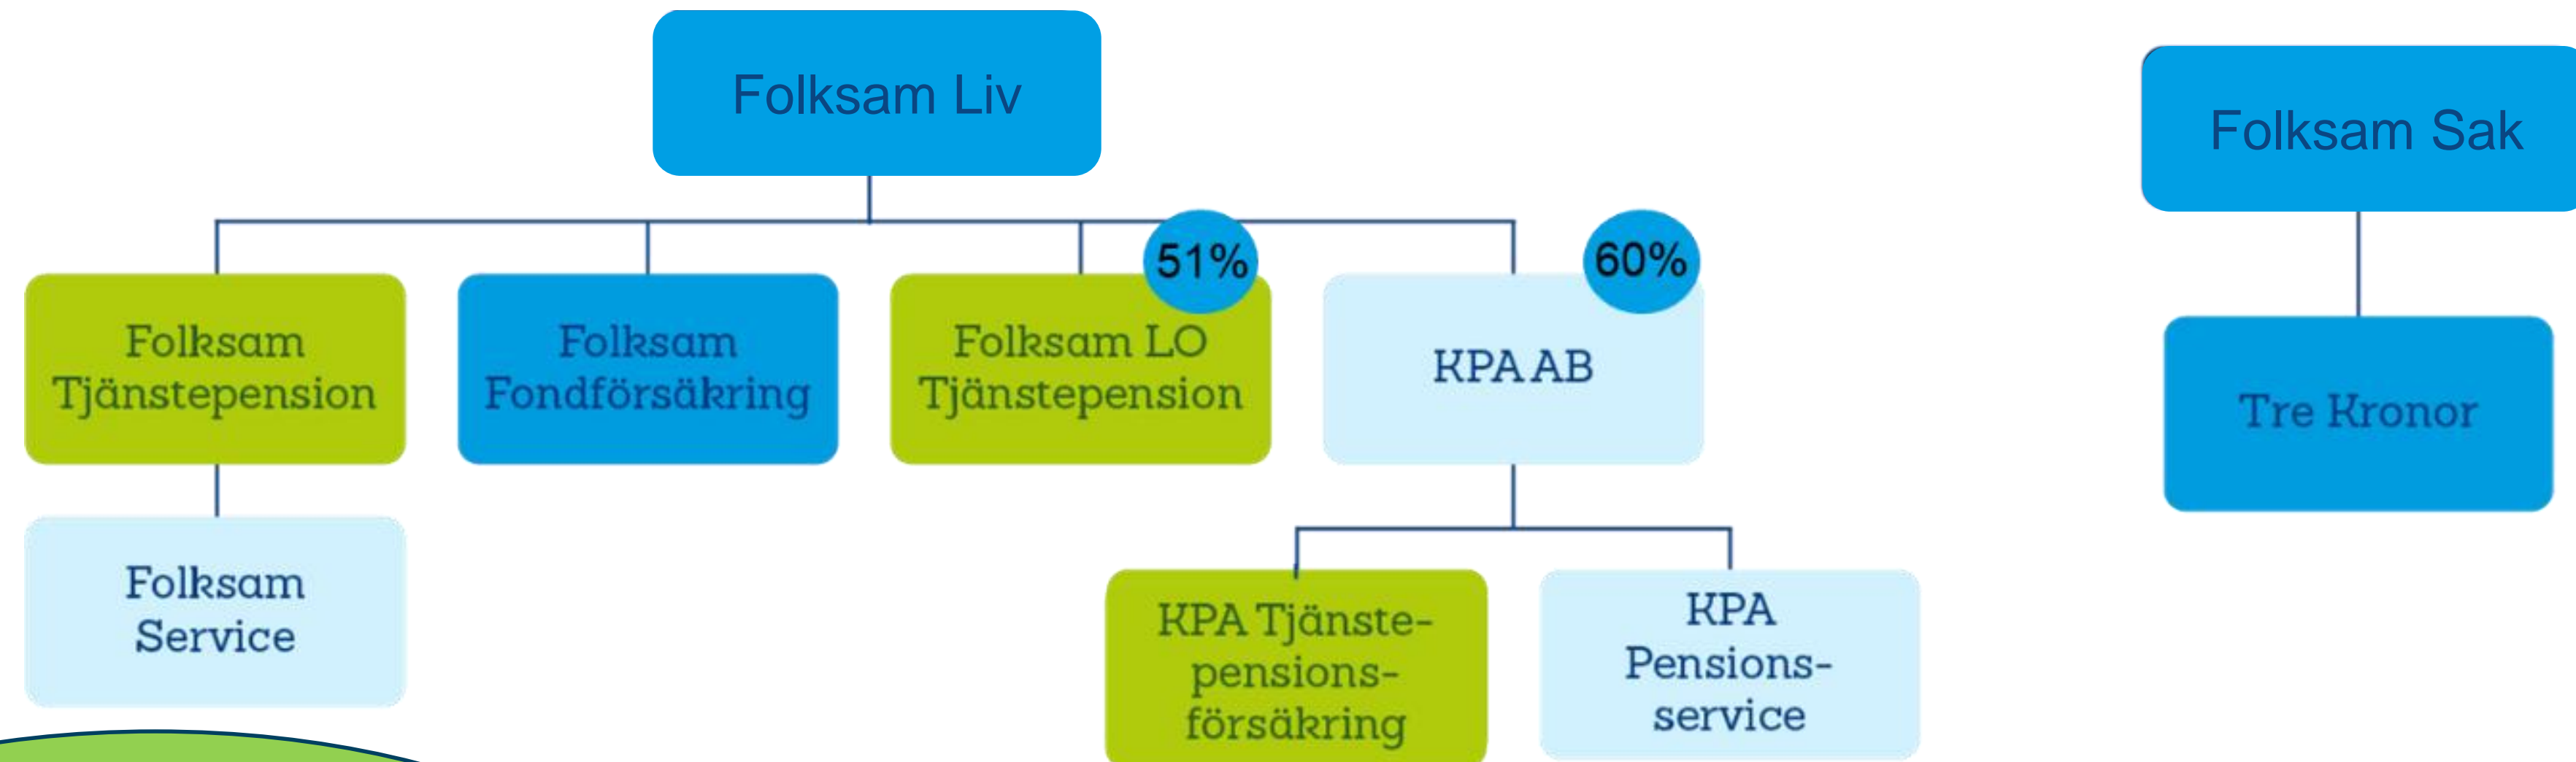 Folksam Liv
Folksam Sak
51%
60%
Folksam
Tjänstepension
Folksam
Fondförsäkring
Folksam LO
Tjänstepension
KPA AB
Tre Kronor
Folksam
Service
KPA Tjänste-
pensions-
försäkring
KPA
Pensions-
service